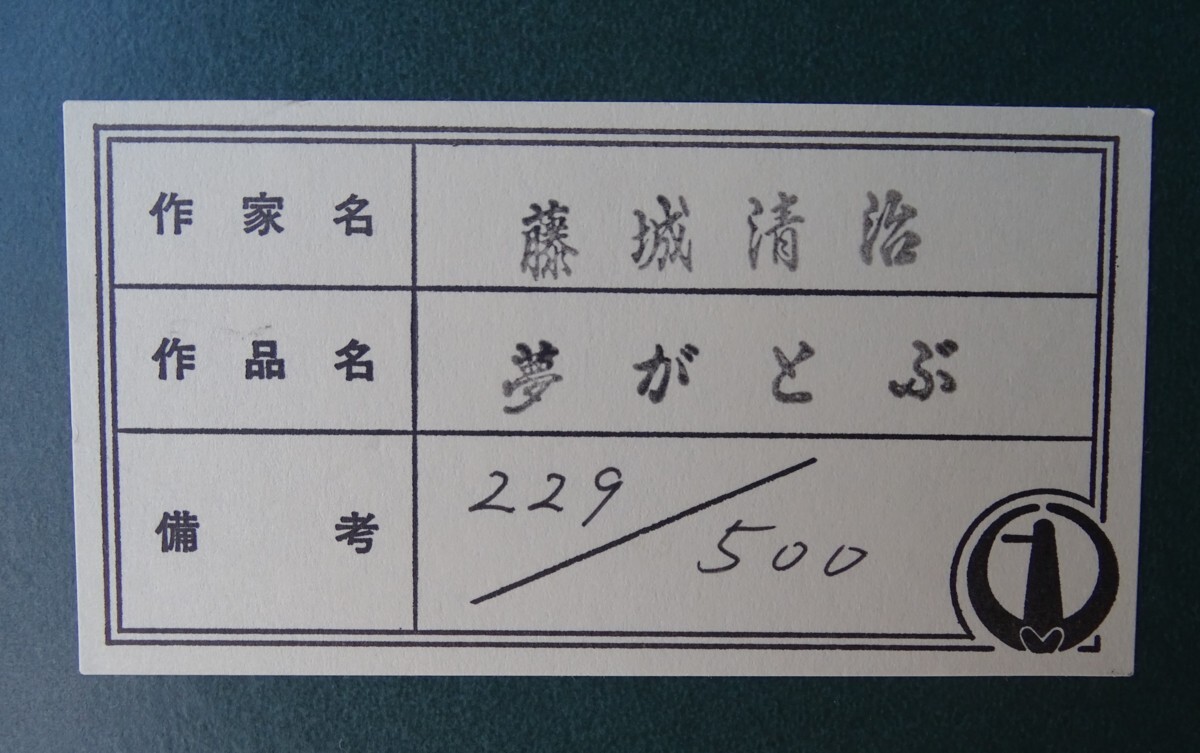 作家名 藤城清治
作品名 夢がとぶ
備考 229/500